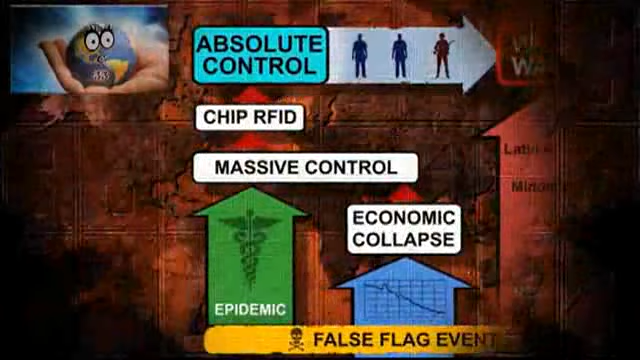 ABSOLUTE
CONTROL
CHIP RFID
MASSIVE CONTROL
ECONOMIC
COLLAPSE
EPIDEMIC
FALSE FLAG EVENT